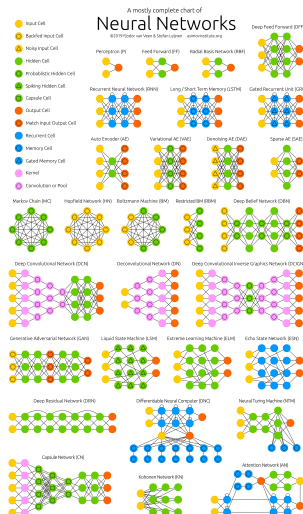 A mostly complete chart of
Neural Networks
©2019 Fjodor van Veen & Stefan Leijnen asimovinstitute.org
Input Cell
Backfed Input Cell
Noisy Input Cell
Hidden Cell
Probabilistic Hidden Cell
Spiking Hidden Cell
Capsule Cell
Output Cell
Match Input Output Cell
Recurrent Cell
Memory Cell
Gated Memory Cell
Kernel
Convolution or Pool
Deep Feed Forward (DFF
Perceptron (P) Feed Forward (FF) Radial Basis Network (RBF)
Recurrent Neural Network (RNN) Long / Short Term Memory (LSTM) Gated Recurrent Unit (GRU
Auto Encoder (AE) Variational AE (VAE) Denoising AE (DAE) Sparse AE (SAE)
Markov Chain (MC) Hopfield Network (HN) Boltzmann Machine (BM) Restricted BM (RBM) Deep Belief Network (DBN)
Deep Convolutional Network (DCN) Deconvolutional Network (DN) Deep Convolutional Inverse Graphics Network (DCIGN
Generative Adversarial Network (GAN) Liquid State Machine (LSM) Extreme Learning Machine (ELM) Echo State Network (ESN)
Deep Residual Network (DRN) Differentiable Neural Computer (DNC) Neural Turing Machine (NTM)
Capsule Network (CN) Kohonen Network (KN) Attention Network (AN)